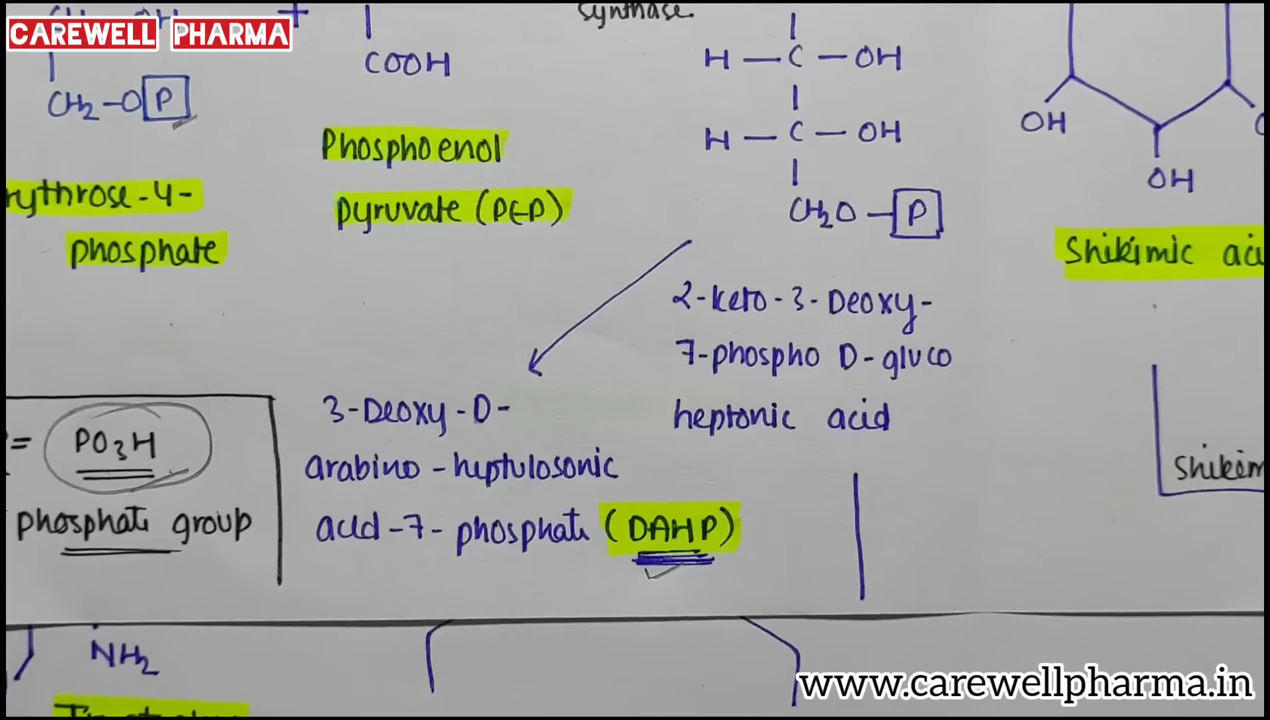 CAREWELL PHARMA
+
synthase.
COOH
H — C — OH
CH2 - O P
OH
Phosphoenol
H — C — OH
OH
rythrose-4-
pyruvate (PEP)
CH2O — P
phosphate
Shikimic aci
2-keto-3-Deoxy-
7-phospho D-gluco
3-Deoxy-D-
heptonic acid
= PO3H
arabino-heptulosonic
Shikim
phosphate group
acid-7-phosphate (DAHP)
NH2
www.carewellpharma.in